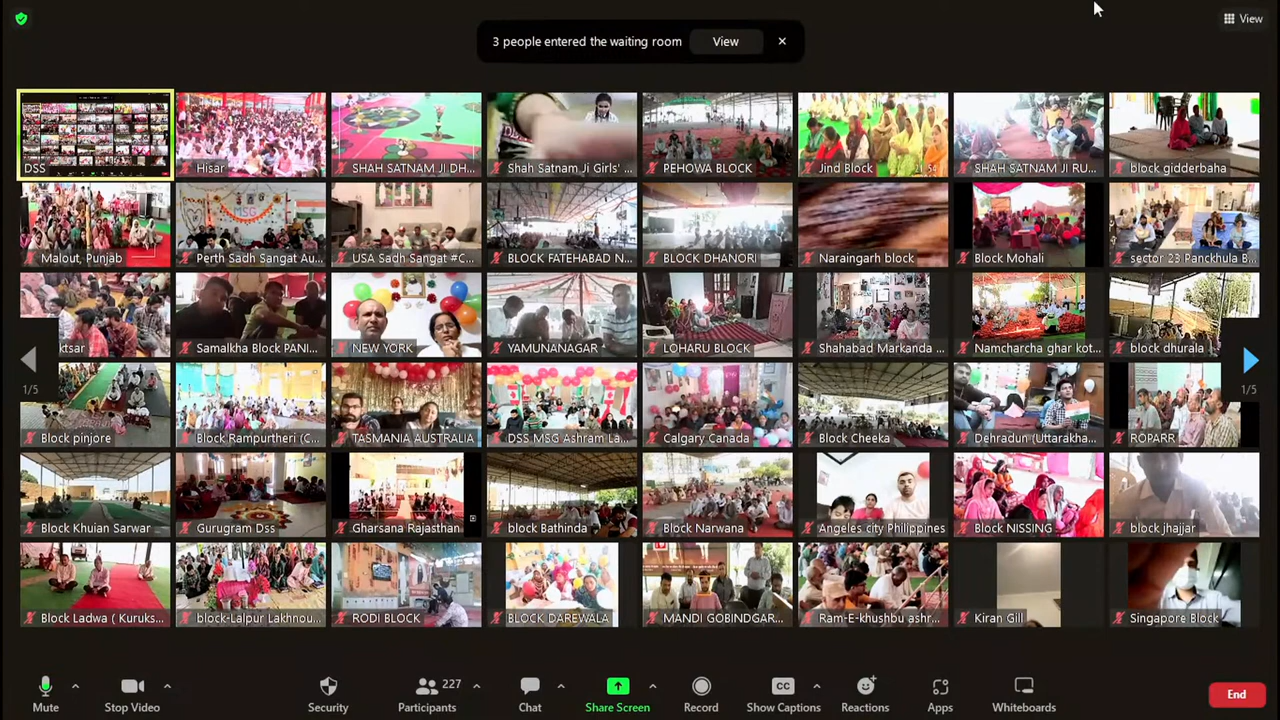 3 people entered the waiting room
View
View
DSS
Hisar
SHAH SATNAM JI DH...
Shah Satnam Ji Girls' ...
PEHOWA BLOCK
Jind Block
SHAH SATNAM JI RU...
block gidderbaha
Malout, Punjab
Perth Sadh Sangat Au...
MSG
USA Sadh Sangat #C...
BLOCK FATEHABAD N...
BLOCK DHANORI
Naraingarh block
Block Mohali
sector 23 Panchkula B...
ktsar
Samalkha Block PANI...
NEW YORK
YAMUNANAGAR
LOHARU BLOCK
Shahabad Markanda ...
Namcharcha ghar kot...
block dhurala
1/5
1/5
Block pinjore
Block Rampurtheri (C...
TASMANIA AUSTRALIA
DSS MSG Ashram La...
Calgary Canada
Block Cheeka
Dehradun (Uttarakha...
ROPARR
Block Khuian Sarwar
Gurugram Dss
Gharsana Rajasthan
block Bathinda
Block Narwana
Angeles city Philippines
Block NISSING
block jhajjar
Block Ladwa ( Kuruks...
block-Lalpur Lakhnou...
RODI BLOCK
BLOCK DAREWALA
MANDI GOBINDGAR...
Ram-E-khushbu ashr...
Kiran Gill
Singapore Block
227
CC
Mute
Stop Video
Security
Participants
Chat
Share Screen
Record
Show Captions
Reactions
Apps
Whiteboards
End